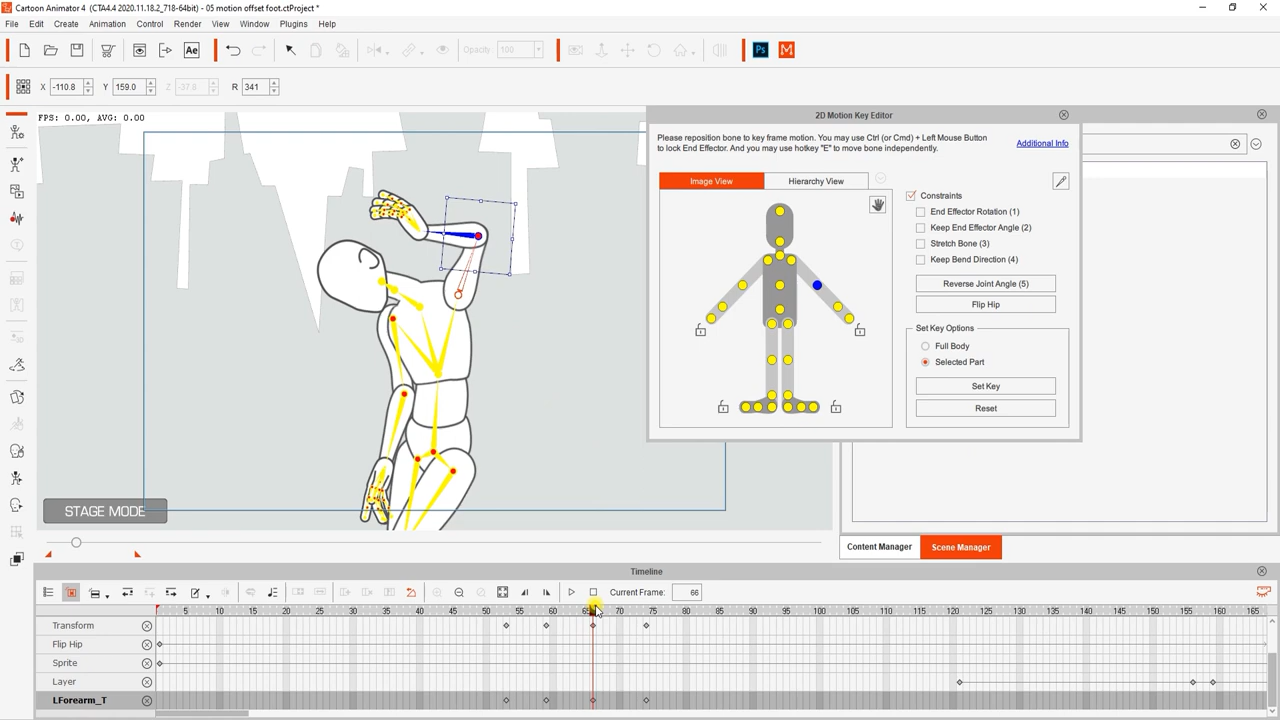 Cartoon Animator 4 (CTA4.4 2020.11.18.2_718-64bit) - 05 motion offset foot.ctProject *
File Edit Create Animation Control Render View Window Plugins Help
Ae Opacity: 100 Ps M
X -110.8 Y 159.0 Z -37.8 R 341
FPS: 0.00, AVG: 0.00
2D Motion Key Editor
Please reposition bone to key frame motion. You may use Ctrl (or Cmd) + Left Mouse Button
to lock End Effector. And you may use hotkey "E" to move bone independently.
Additional Info
Image View Hierarchy View
Constraints
End Effector Rotation (1)
Keep End Effector Angle (2)
Stretch Bone (3)
Keep Bend Direction (4)
Reverse Joint Angle (5)
Flip Hip
Set Key Options
Full Body
Selected Part
Set Key
Reset
STAGE MODE
Content Manager Scene Manager
Timeline
Current Frame: 66
5 10 15 20 25 30 35 40 45 50 55 60 65 70 75 80 85 90 95 100 105 110 115 120 125 130 135 140 145 150 155 160 165
Transform
Flip Hip
Sprite
Layer
LForearm_T